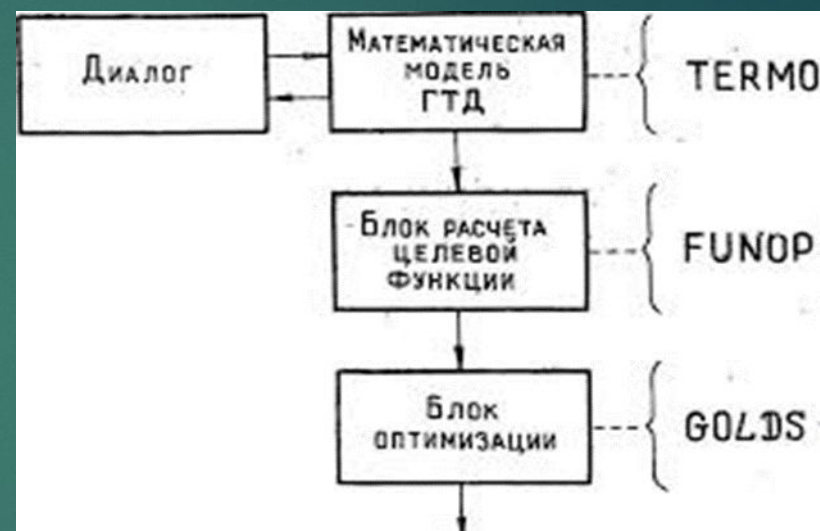 Диалог
Математическая
модель
ГТД
TERMO
Блок расчета
целевой
функции
FUNOP
Блок
оптимизации
GOLDS